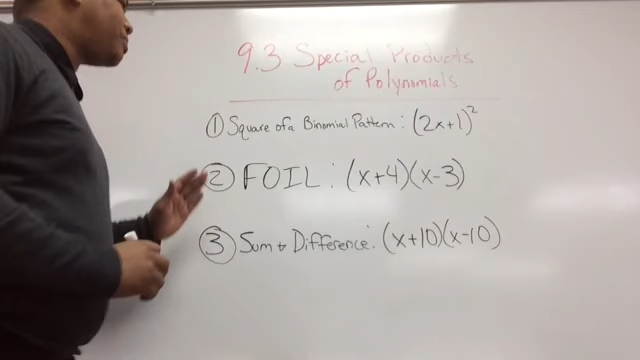 9.3 Special Products
of Polynomials
① Square of a Binomial Pattern: (2x+1)²
② FOIL: (x+4)(x-3)
③ Sum + Difference: (x+10)(x-10)